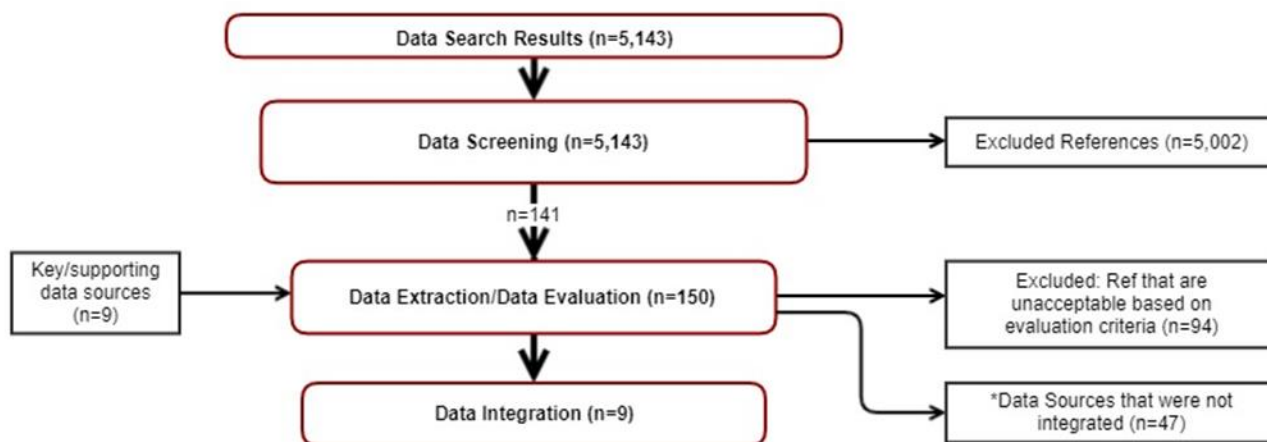 Data Search Results (n=5,143)
Data Screening (n=5,143)
Excluded References (n=5,002)
n=141
Key/supporting
data sources
(n=9)
Data Extraction/Data Evaluation (n=150)
Excluded: Ref that are
unacceptable based on
evaluation criteria (n=94)
Data Integration (n=9)
*Data Sources that were not
integrated (n=47)